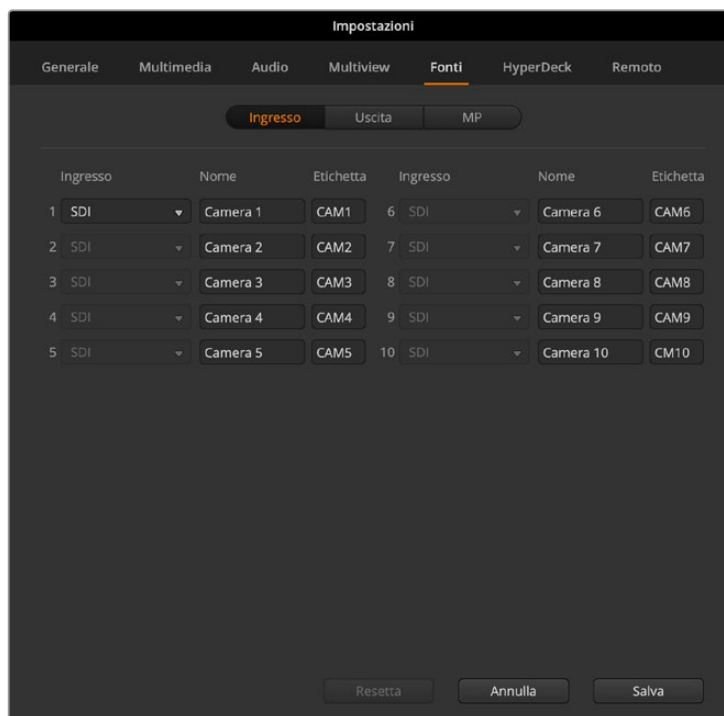 Impostazioni
Generale Multimedia Audio Multiview Fonti HyperDeck Remoto
Ingresso Uscita MP
Ingresso Nome Etichetta Ingresso Nome Etichetta
1 SDI Camera 1 CAM1 6 SDI Camera 6 CAM6
2 SDI Camera 2 CAM2 7 SDI Camera 7 CAM7
3 SDI Camera 3 CAM3 8 SDI Camera 8 CAM8
4 SDI Camera 4 CAM4 9 SDI Camera 9 CAM9
5 SDI Camera 5 CAM5 10 SDI Camera 10 CM10
Resetta Annulla Salva